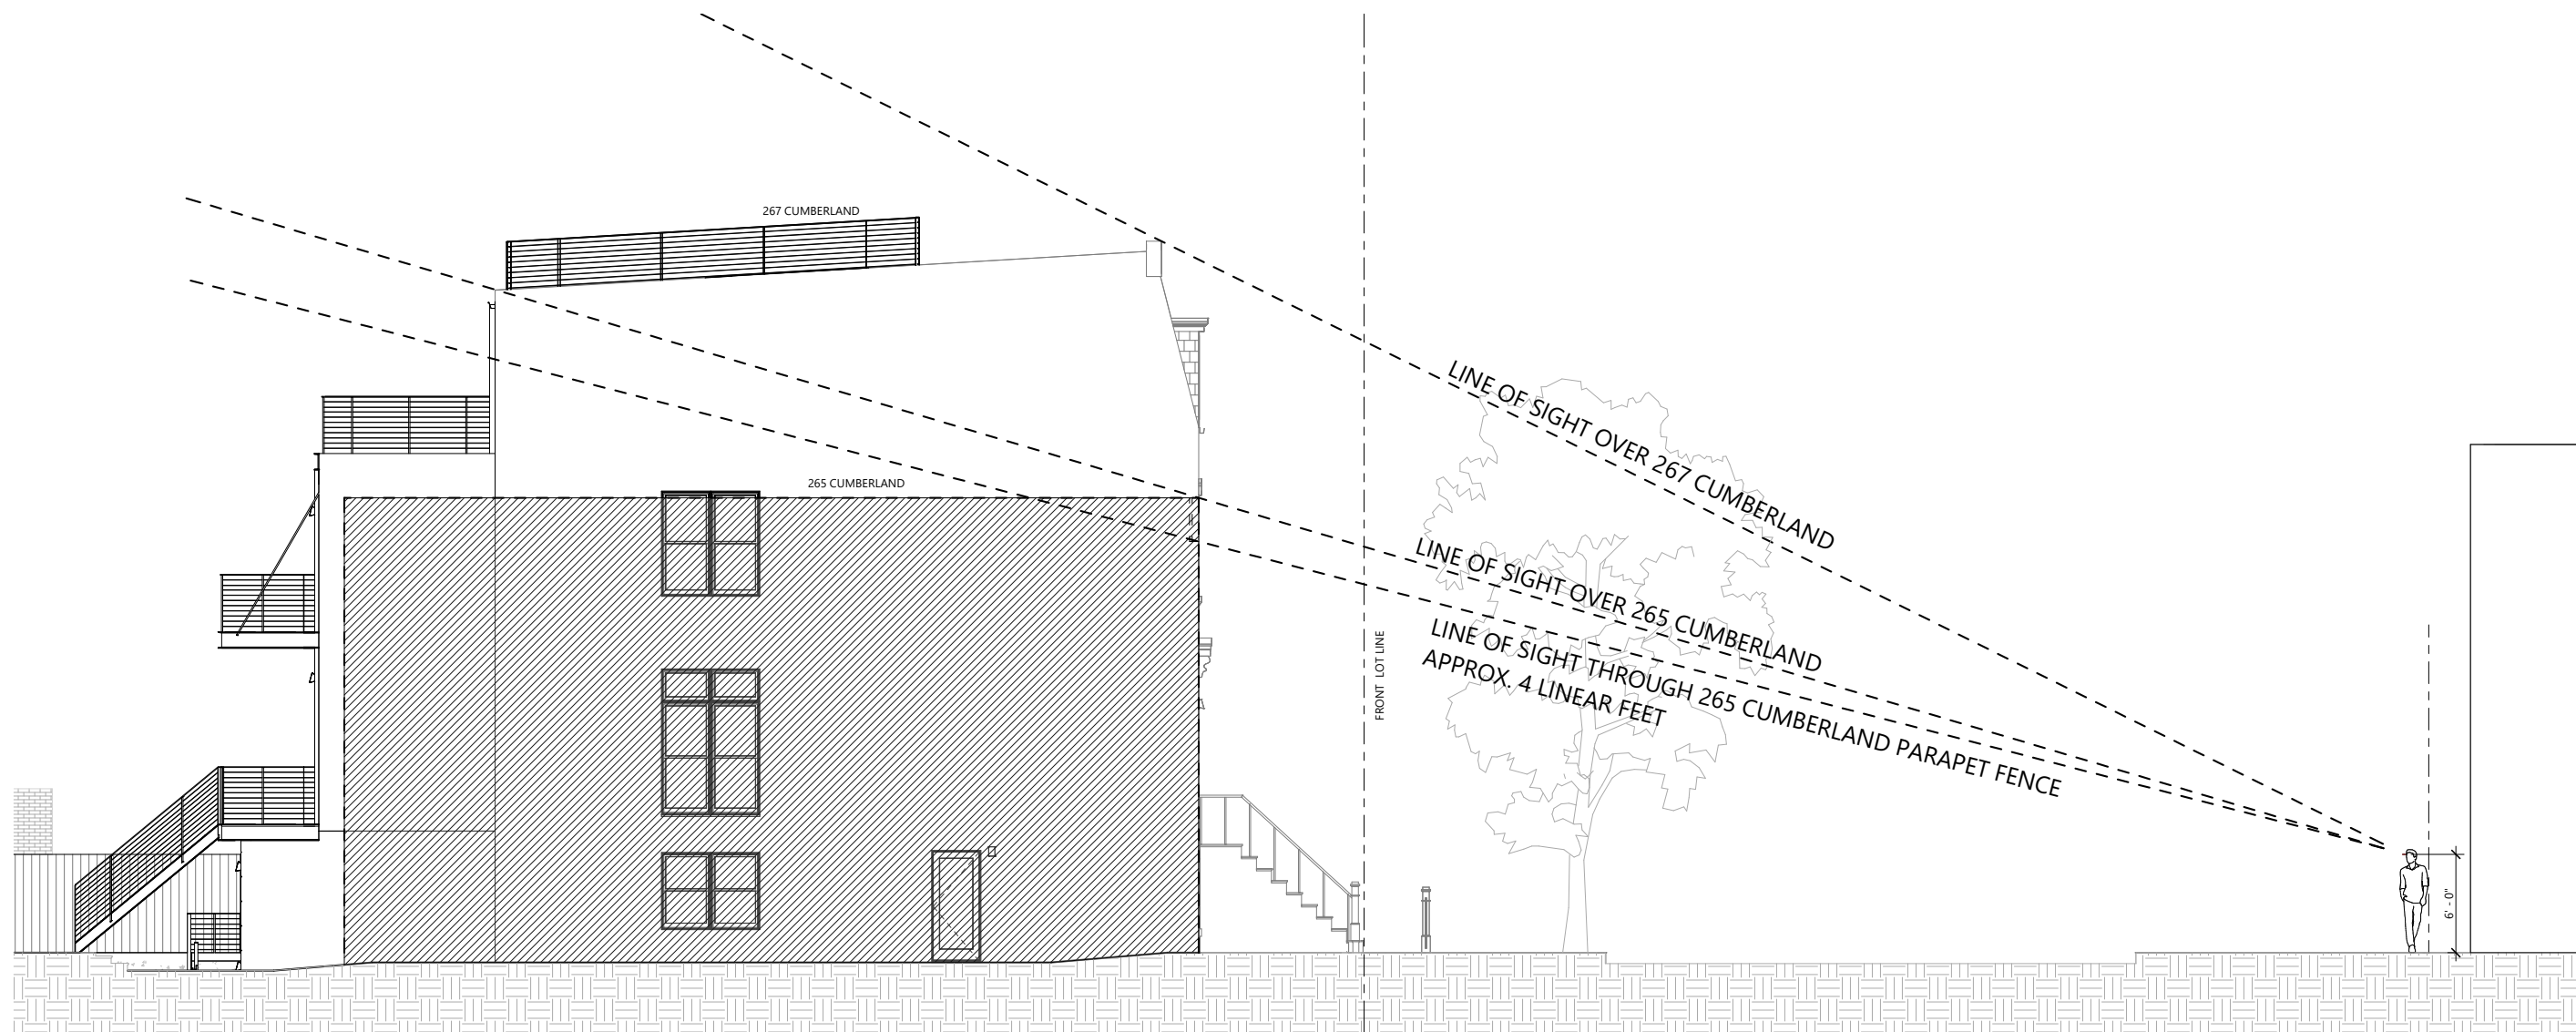 267 CUMBERLAND
265 CUMBERLAND
LINE OF SIGHT OVER 267 CUMBERLAND
LINE OF SIGHT OVER 265 CUMBERLAND
LINE OF SIGHT THROUGH 265 CUMBERLAND PARAPET FENCE
APPROX. 4 LINEAR FEET
FRONT LOT LINE
6' - 0"